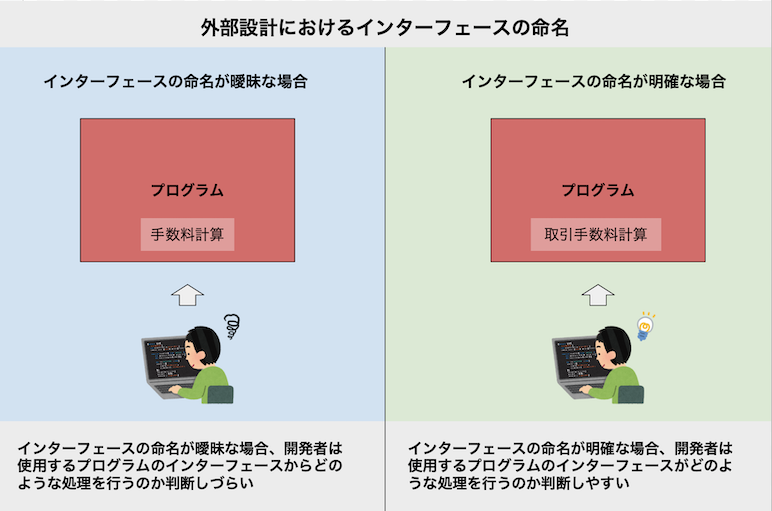 外部設計におけるインターフェースの命名
インターフェースの命名が曖昧な場合
プログラム
手数料計算
インターフェースの命名が曖昧な場合、開発者は
使用するプログラムのインターフェースからどの
ような処理を行うのか判断しづらい
インターフェースの命名が明確な場合
プログラム
取引手数料計算
インターフェースの命名が明確な場合、開発者は
使用するプログラムのインターフェースがどのよ
うな処理を行うのか判断しやすい